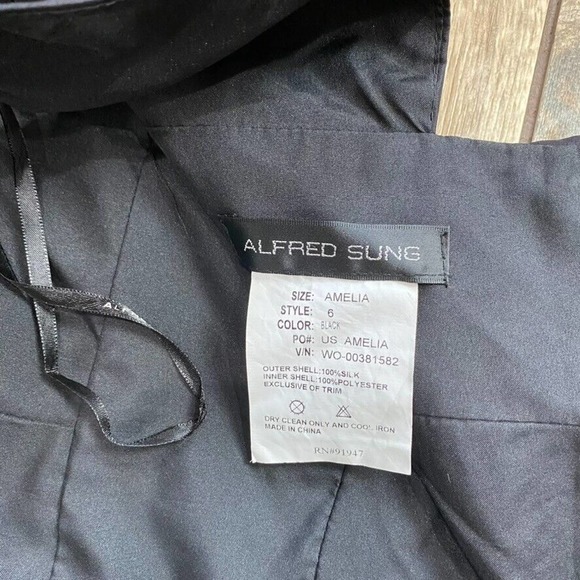 ALFRED SUNG
SIZE: AMELIA
STYLE: 6
COLOR: BLACK
PO#: US AMELIA
V/N: WO-00381582
OUTER SHELL:100%SILK
INNER SHELL:100%POLYESTER
EXCLUSIVE OF TRIM
DRY CLEAN ONLY AND COOL IRON
MADE IN CHINA
RN#91947